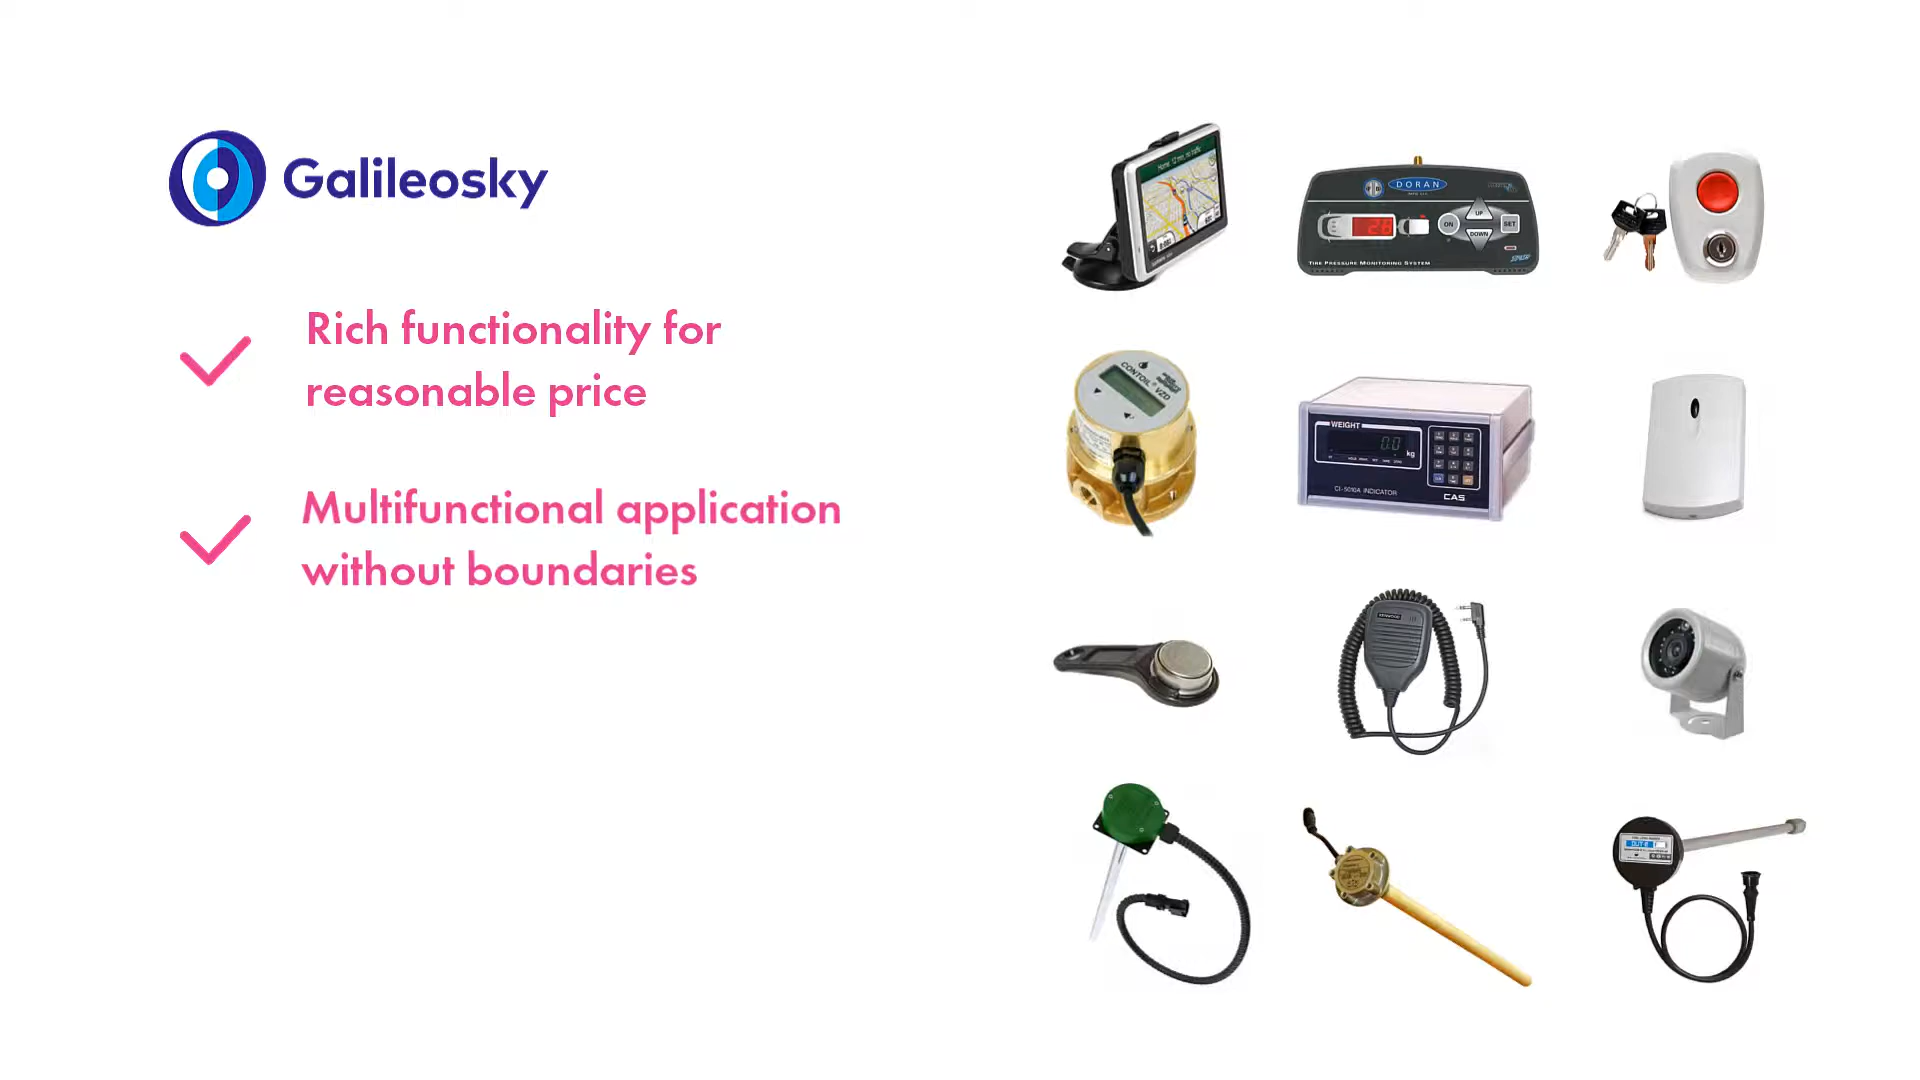 Galileosky
Rich functionality for
reasonable price
Multifunctional application
without boundaries
DORAN
ON
UP
DOWN
SET
TIRE PRESSURE MONITORING SYSTEM
CONTOIL® VZD
WEIGHT
0.0
kg
CI-5010A INDICATOR
CAS